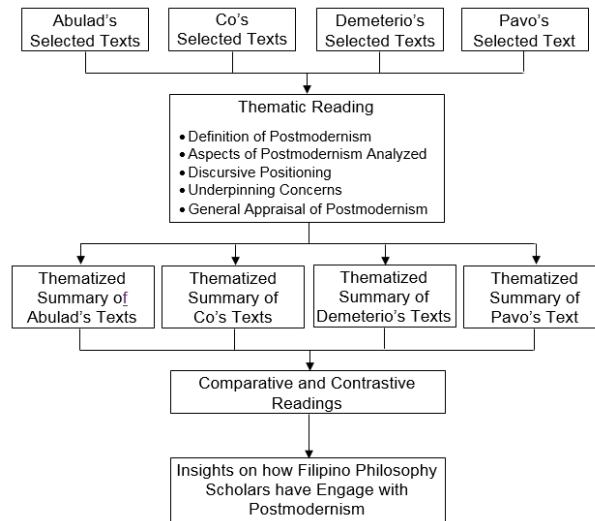 Abulad's
Selected Texts
Co's
Selected Texts
Demeterio's
Selected Texts
Pavo's
Selected Text
Thematic Reading
• Definition of Postmodernism
• Aspects of Postmodernism Analyzed
• Discursive Positioning
• Underpinning Concerns
• General Appraisal of Postmodernism
Thematized
Summary of
Abulad's Texts
Thematized
Summary of
Co's Texts
Thematized
Summary of
Demeterio's Texts
Thematized
Summary of
Pavo's Text
Comparative and Contrastive
Readings
Insights on how Filipino Philosophy
Scholars have Engage with
Postmodernism